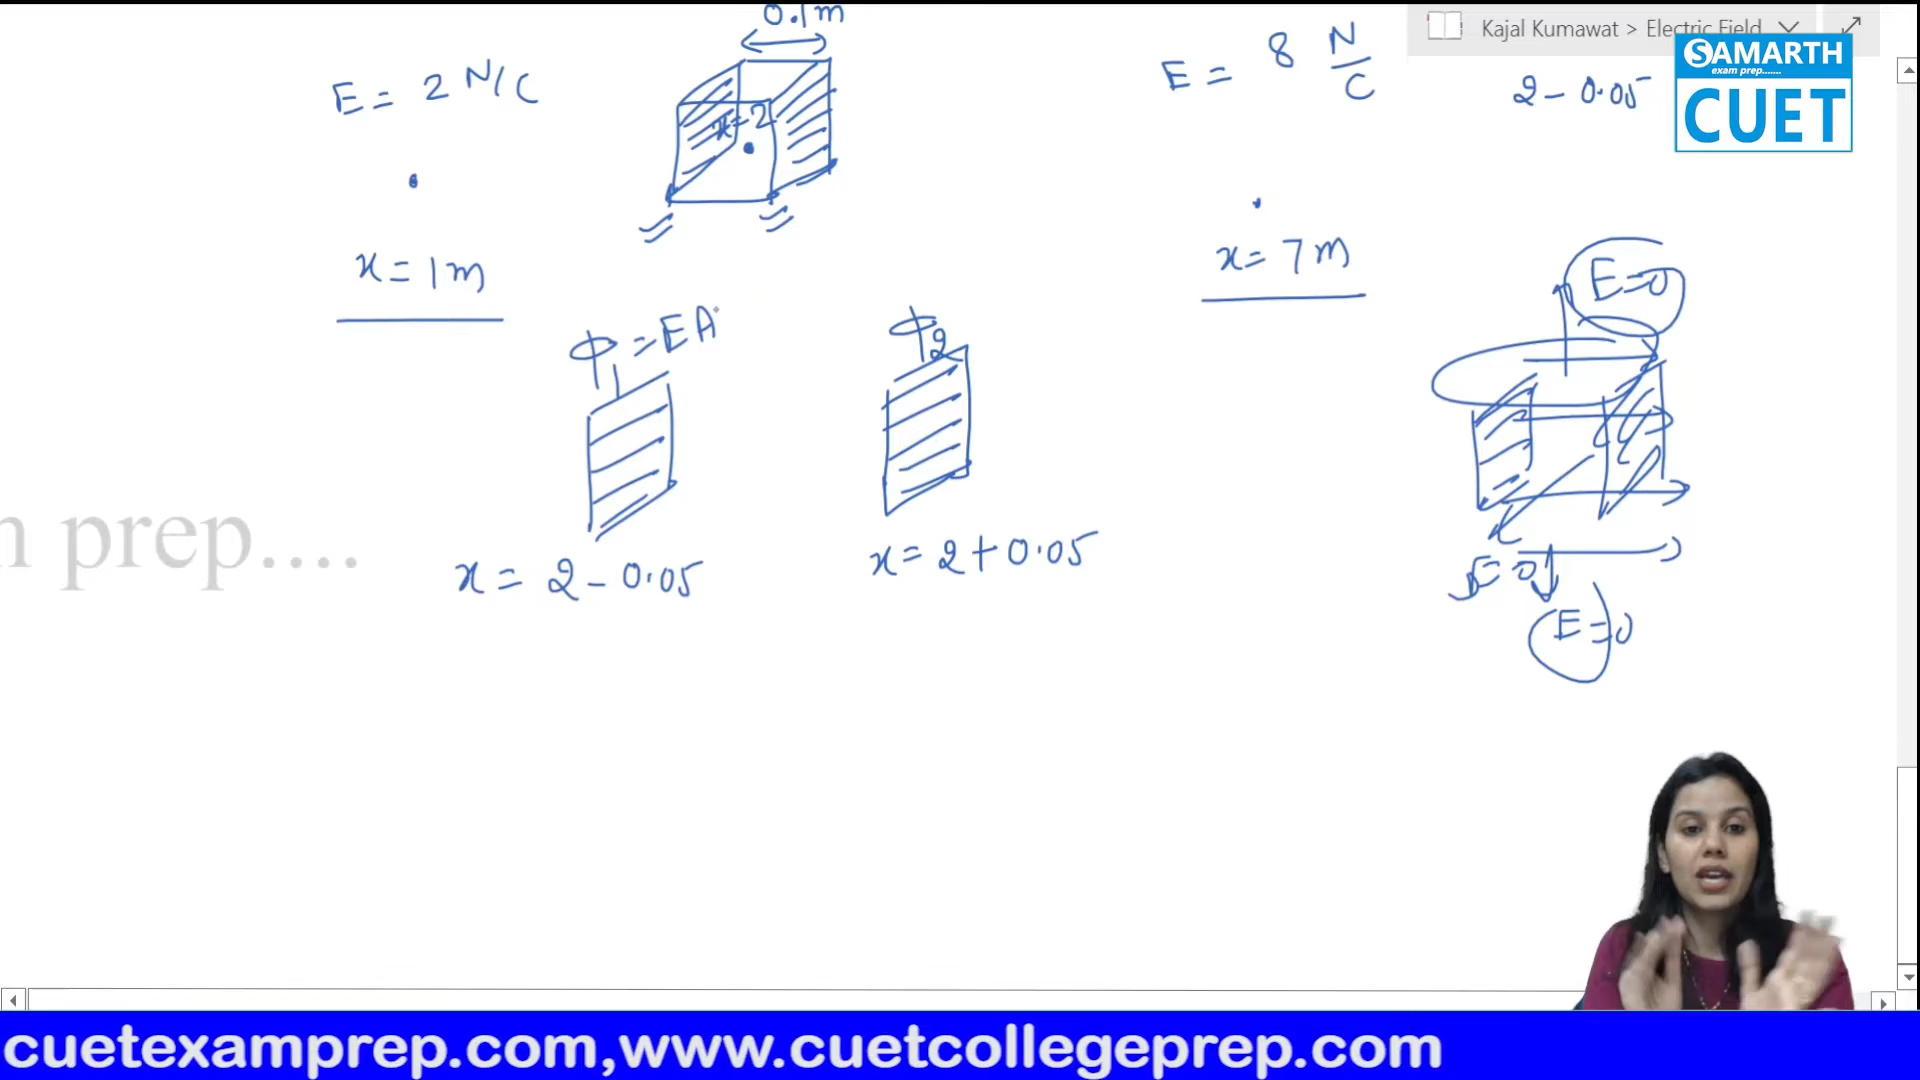 0.1m
E = 2 N/C
x=2
E = 8 N/C
Kajal Kumawat > Electric Field
2 - 0.05
SAMARTH
exam prep.......
CUET
x = 1m
x = 7m
E=0
ϕ1 = EA
ϕ2
m prep....
x = 2 - 0.05
x = 2 + 0.05
E=0
E=0
cuetexamprep.com,www.cuetcollegeprep.com